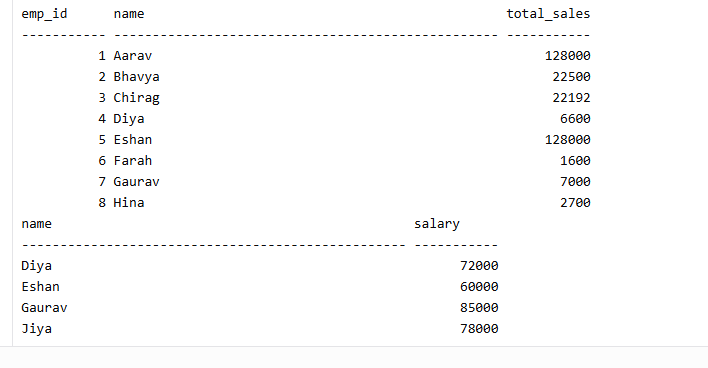 emp_id      name                                               total_sales
----------- -------------------------------------------------- -----------
          1 Aarav                                                   128000
          2 Bhavya                                                   22500
          3 Chirag                                                   22192
          4 Diya                                                      6600
          5 Eshan                                                   128000
          6 Farah                                                     1600
          7 Gaurav                                                    7000
          8 Hina                                                      2700
name                                               salary
-------------------------------------------------- -----------
Diya                                                     72000
Eshan                                                    60000
Gaurav                                                   85000
Jiya                                                     78000